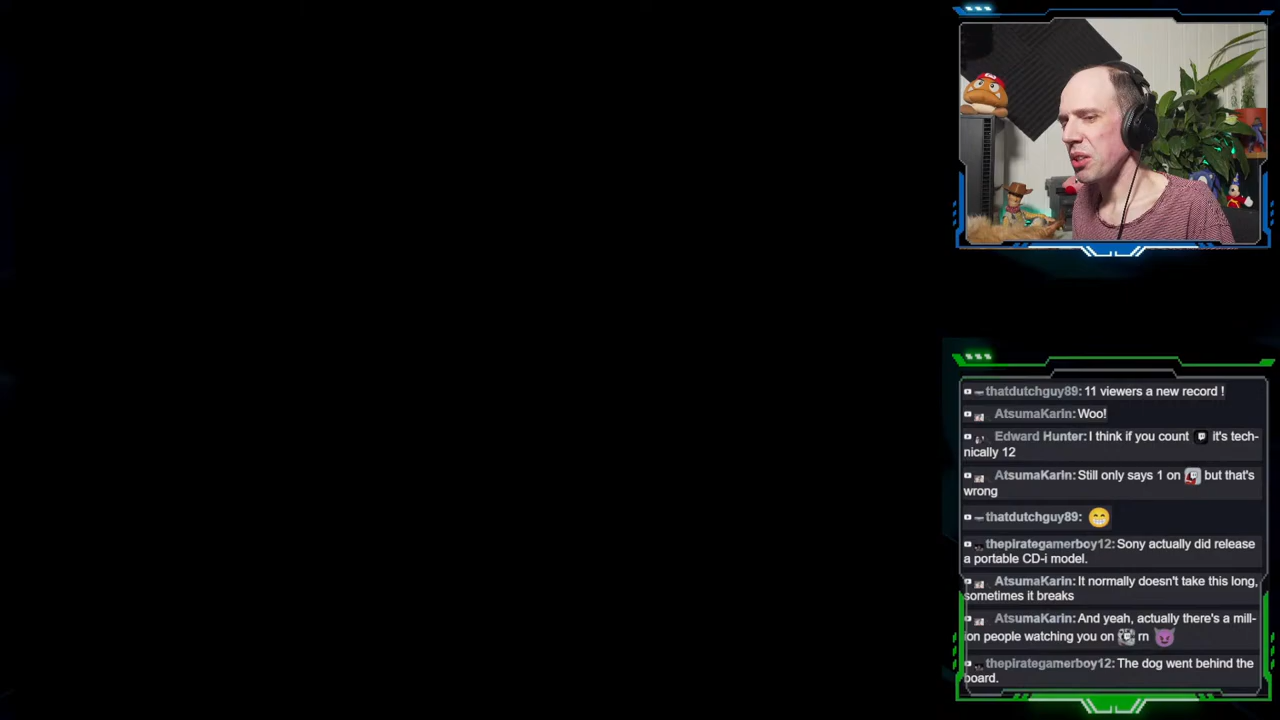 thatdutchguy89: 11 viewers a new record !
AtsumaKarin: Woo!
Edward Hunter: I think if you count it's tech-
nically 12
AtsumaKarin: Still only says 1 on but that's
wrong
thatdutchguy89:
thepirategamerboy12: Sony actually did release
a portable CD-i model.
AtsumaKarin: It normally doesn't take this long,
sometimes it breaks
AtsumaKarin: And yeah, actually there's a mill-
ion people watching you on rn
thepirategamerboy12: The dog went behind the
board.